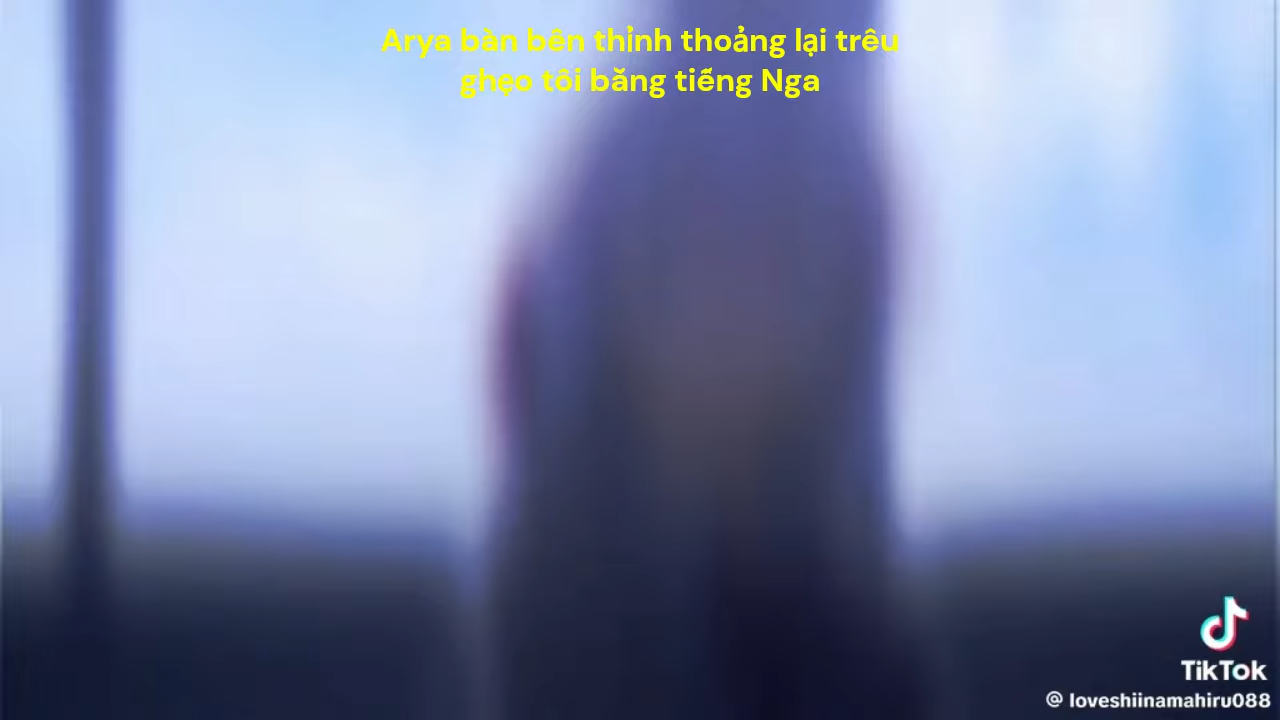 Arya bàn bên thỉnh thoảng lại trêu
ghẹo tôi bằng tiếng Nga
TikTok
@ loveshiinamahiru088